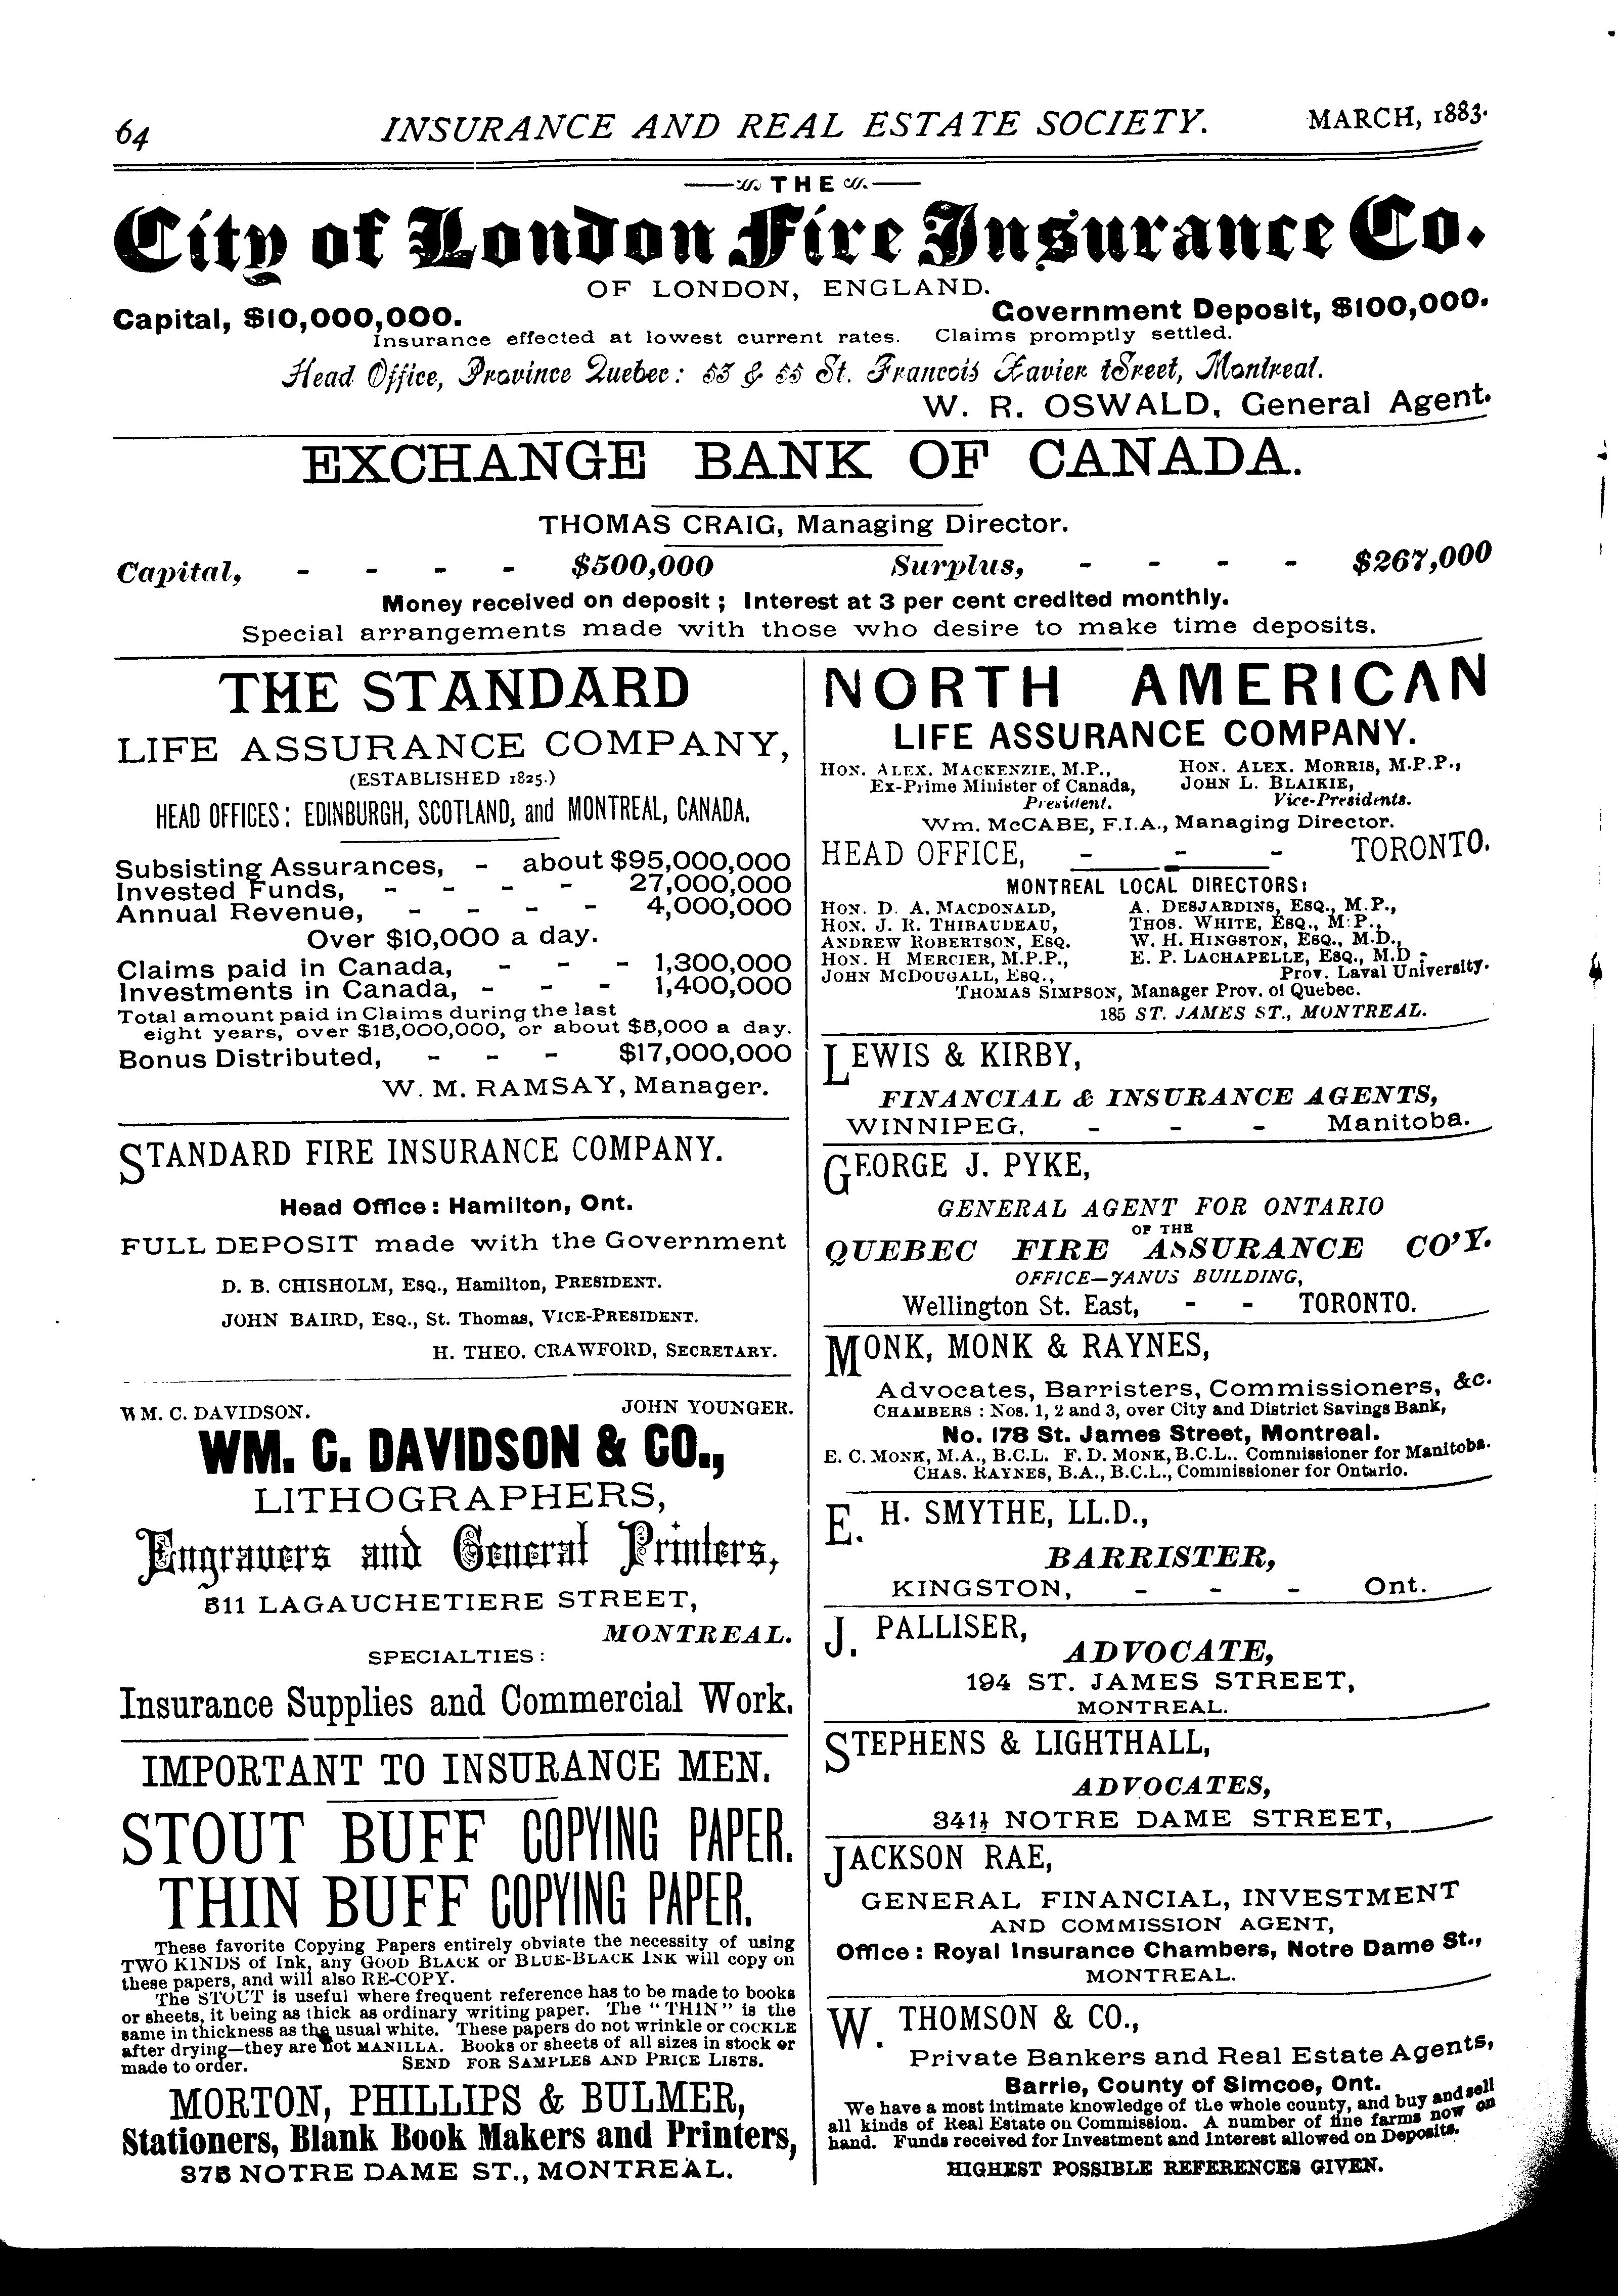 64 INSURANCE AND REAL ESTATE SOCIETY. MARCH, 1883.
THE
City of London Fire Insurance Co.
OF LONDON, ENGLAND.
Capital, $10,000,000. Government Deposit, $100,000.
Insurance effected at lowest current rates. Claims promptly settled.
Head Office, Province Quebec: 53 & 55 St. Francois Xavier tSreet, Montreal.
W. R. OSWALD, General Agent.
EXCHANGE BANK OF CANADA.
THOMAS CRAIG, Managing Director.
Capital, - - - - $500,000 Surplus, - - - - $267,000
Money received on deposit; Interest at 3 per cent credited monthly.
Special arrangements made with those who desire to make time deposits.
THE STANDARD
LIFE ASSURANCE COMPANY,
(ESTABLISHED 1825.)
HEAD OFFICES: EDINBURGH, SCOTLAND, and MONTREAL, CANADA.
Subsisting Assurances, - about $95,000,000
Invested Funds, - - - - 27,000,000
Annual Revenue, - - - - 4,000,000
Over $10,000 a day.
Claims paid in Canada, - - - 1,300,000
Investments in Canada, - - - 1,400,000
Total amount paid in Claims during the last
eight years, over $15,000,000, or about $5,000 a day.
Bonus Distributed, - - - $17,000,000
W. M. RAMSAY, Manager.
STANDARD FIRE INSURANCE COMPANY.
Head Office: Hamilton, Ont.
FULL DEPOSIT made with the Government
D. B. CHISHOLM, ESQ., Hamilton, PRESIDENT.
JOHN BAIRD, ESQ., St. Thomas, VICE-PRESIDENT.
H. THEO. CRAWFORD, SECRETARY.
WM. C. DAVIDSON. JOHN YOUNGER.
WM. C. DAVIDSON & CO.,
LITHOGRAPHERS,
Engravers and General Printers,
511 LAGAUCHETIERE STREET,
MONTREAL.
SPECIALTIES:
Insurance Supplies and Commercial Work.
IMPORTANT TO INSURANCE MEN.
STOUT BUFF COPYING PAPER.
THIN BUFF COPYING PAPER.
These favorite Copying Papers entirely obviate the necessity of using
TWO KINDS of Ink, any GOOD BLACK or BLUE-BLACK INK will copy on
these papers, and will also RE-COPY.
The STOUT is useful where frequent reference has to be made to books
or sheets, it being as thick as ordinary writing paper. The "THIN" is the
same in thickness as the usual white. These papers do not wrinkle or COCKLE
after drying—they are not MANILLA. Books or sheets of all sizes in stock or
made to order. SEND FOR SAMPLES AND PRICE LISTS.
MORTON, PHILLIPS & BULMER,
Stationers, Blank Book Makers and Printers,
375 NOTRE DAME ST., MONTREAL.
NORTH AMERICAN
LIFE ASSURANCE COMPANY.
HON. ALEX. MACKENZIE, M.P., HON. ALEX. MORRIS, M.P.P.,
Ex-Prime Minister of Canada, JOHN L. BLAIKIE,
President. Vice-Presidents.
Wm. McCABE, F.I.A., Managing Director.
HEAD OFFICE, - - - TORONTO.
MONTREAL LOCAL DIRECTORS:
HON. D. A. MACDONALD, A. DESJARDINS, ESQ., M.P.,
HON. J. R. THIBAUDEAU, THOS. WHITE, ESQ., M.P.,
ANDREW ROBERTSON, ESQ. W. H. HINGSTON, ESQ., M.D.,
HON. H MERCIER, M.P.P., E. P. LACHAPELLE, ESQ., M.D.
JOHN MCDOUGALL, ESQ., Prov. Laval University.
THOMAS SIMPSON, Manager Prov. of Quebec.
185 ST. JAMES ST., MONTREAL.
LEWIS & KIRBY,
FINANCIAL & INSURANCE AGENTS,
WINNIPEG, - - - Manitoba.
GEORGE J. PYKE,
GENERAL AGENT FOR ONTARIO
OF THE
QUEBEC FIRE ASSURANCE CO'Y.
OFFICE—JANUS BUILDING,
Wellington St. East, - - TORONTO.
MONK, MONK & RAYNES,
Advocates, Barristers, Commissioners, &c.
CHAMBERS: Nos. 1, 2 and 3, over City and District Savings Bank,
No. 178 St. James Street, Montreal.
E. C. MONK, M.A., B.C.L. F. D. MONK, B.C.L.. Commissioner for Manitoba.
CHAS. RAYNES, B.A., B.C.L., Commissioner for Ontario.
E. H. SMYTHE, LL.D.,
BARRISTER,
KINGSTON, - - - Ont.
J. PALLISER,
ADVOCATE,
194 ST. JAMES STREET,
MONTREAL.
STEPHENS & LIGHTHALL,
ADVOCATES,
341½ NOTRE DAME STREET,
JACKSON RAE,
GENERAL FINANCIAL, INVESTMENT
AND COMMISSION AGENT,
Office: Royal Insurance Chambers, Notre Dame St.,
MONTREAL.
W. THOMSON & CO.,
Private Bankers and Real Estate Agents,
Barrie, County of Simcoe, Ont.
We have a most intimate knowledge of tLe whole county, and buy and sell
all kinds of Real Estate on Commission. A number of fine farms now on
hand. Funds received for Investment and Interest allowed on Deposits.
HIGHEST POSSIBLE REFERENCES GIVEN.